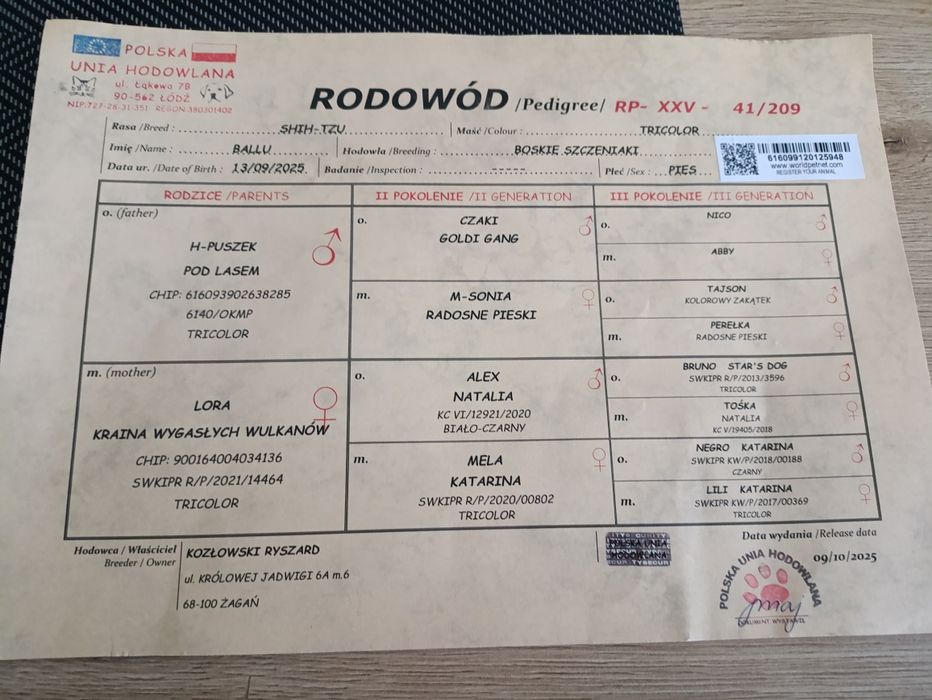 POLSKA
UNIA HODOWLANA
ul. Łąkowa 7B
90-562 ŁÓDŹ
NIP:727-28-31-351 REGON:380301402
RODOWÓD /Pedigree/ RP- XXV - 41/209
Rasa/Breed : SHIH-TZU Maść/Colour : TRICOLOR
Imię/Name : BALLU Hodowla/Breeding : BOSKIE SZCZENIAKI
Data ur. /Date of Birth : 13/09/2025 Badanie/Inspection : ----- Płeć/Sex : PIES
616099120125948
www.worldpetnet.com
REGISTER YOUR ANIMAL
RODZICE /PARENTS
o. (father)
H-PUSZEK
POD LASEM
CHIP: 616093902638285
6140/OKMP
TRICOLOR
m. (mother)
LORA
KRAINA WYGASŁYCH WULKANÓW
CHIP: 900164004034136
SWKIPR R/P/2021/14464
TRICOLOR
II POKOLENIE /II GENERATION
o. CZAKI
GOLDI GANG
m. M-SONIA
RADOSNE PIESKI
o. ALEX
NATALIA
KC VI/12921/2020
BIAŁO-CZARNY
m. MELA
KATARINA
SWKIPR R/P/2020/00802
TRICOLOR
III POKOLENIE /III GENERATION
o. NICO
m. ABBY
o. TAJSON
KOLOROWY ZAKĄTEK
m. PEREŁKA
RADOSNE PIESKI
o. BRUNO STAR'S DOG
SWKIPR R/P/2013/3596
TRICOLOR
m. TOŚKA
NATALIA
KC V/19405/2018
o. NEGRO KATARINA
SWKIPR KW/P/2018/00188
CZARNY
m. LILI KATARINA
SWKIPR KW/P/2017/00369
TRICOLOR
Hodowca / Właściciel
Breeder / Owner
KOZŁOWSKI RYSZARD
ul. KRÓLOWEJ JADWIGI 6A m.6
68-100 ŻAGAŃ
POLSKA UNIA
HODOWLANA
Data wydania /Release data
09/10/2025
POLSKA UNIA HODOWLANA
DOKUMENT WYSTAWIŁ